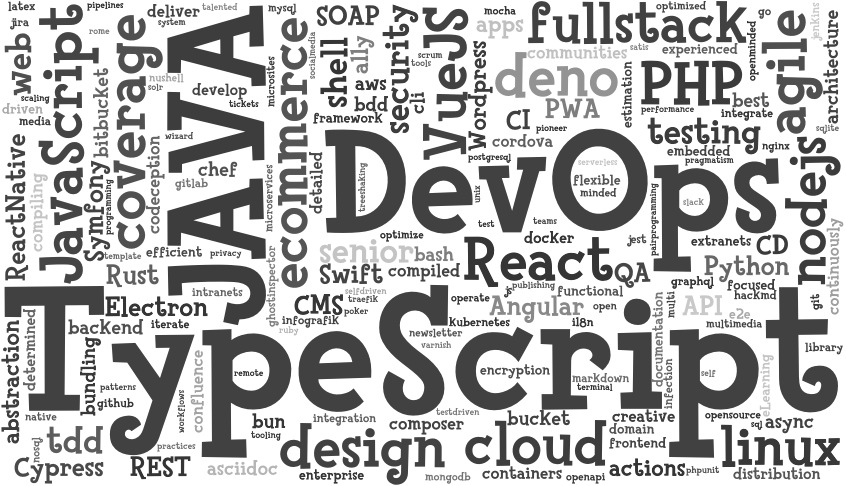 latex
pipelines
jira
web
rome
JavaScript
scaling
driven
media
bitbucket
coverage
deliver
system
talented
nushell
solr
develop
tickets
wizard
JAVA
mysql
microsites
ecommerce
socialmedia
SOAP
shell
a11y
aws
bdd
framework
security
cli
scrum
tools
VueJS
mocha
apps
Wordpress
fullstack
communities
satis
deno
PWA
CI
pioneer
cordova
optimized
experienced
estimation
PHP
performance
openminded
go
best
integrate
agile
jenkins
architecture
sqlite
testing
nginx
embedded
pragmatism
ReactNative
compiling
Symfony
programming
template
codeception
efficient
privacy
chef
gitlab
microservices
detailed
treeshaking
DevOps
postgresql
unix
serverless
flexible
minded
pairprogramming
slack
nodejs
continuously
optimize
test
teams
docker
jest
extranets
CD
senior
bash
Swift
compiled
React
QA
Python
graphql
focused
hackmd
git
Rust
intranets
ghostinspector
CMS
selfdriven
traefik
poker
infografik
ruby
operate
js
publishing
functional
Angular
open
multi
API
e2e
multimedia
library
Electron
backend
iterate
kubernetes
newsletter
varnish
i18n
documentation
TypeScript
abstraction
determined
bundling
patterns
github
native
workflows
confluence
remote
encryption
markdown
terminal
infection
self
eLearning
nosql
tdd
practices
bun
tooling
integration
testdriven
composer
bucket
creative
domain
frontend
opensource
sql
async
Cypress
REST
asciidoc
design
enterprise
mongodb
cloud
containers
openapi
actions
phpunit
linux
distribution